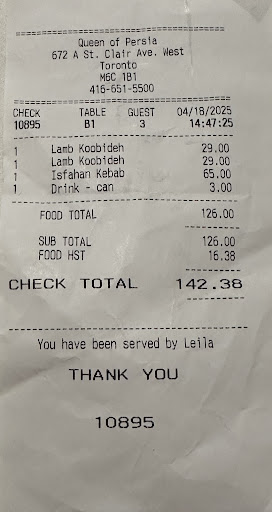 Queen of Persia
672 A St. Clair Ave. West
Toronto
M6C 1B1
416-651-5500
CHECK TABLE GUEST 04/18/2025
10895 B1 3 14:47:25
1 Lamb Koobideh 29.00
1 Lamb Koobideh 29.00
1 Isfahan Kebab 65.00
1 Drink - can 3.00
FOOD TOTAL 126.00
SUB TOTAL 126.00
FOOD HST 16.38
CHECK TOTAL 142.38
You have been served by Leila
THANK YOU
10895